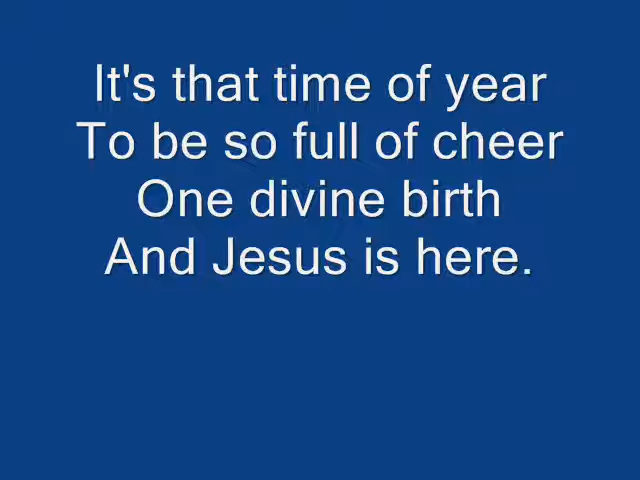 It's that time of year
To be so full of cheer
One divine birth
And Jesus is here.